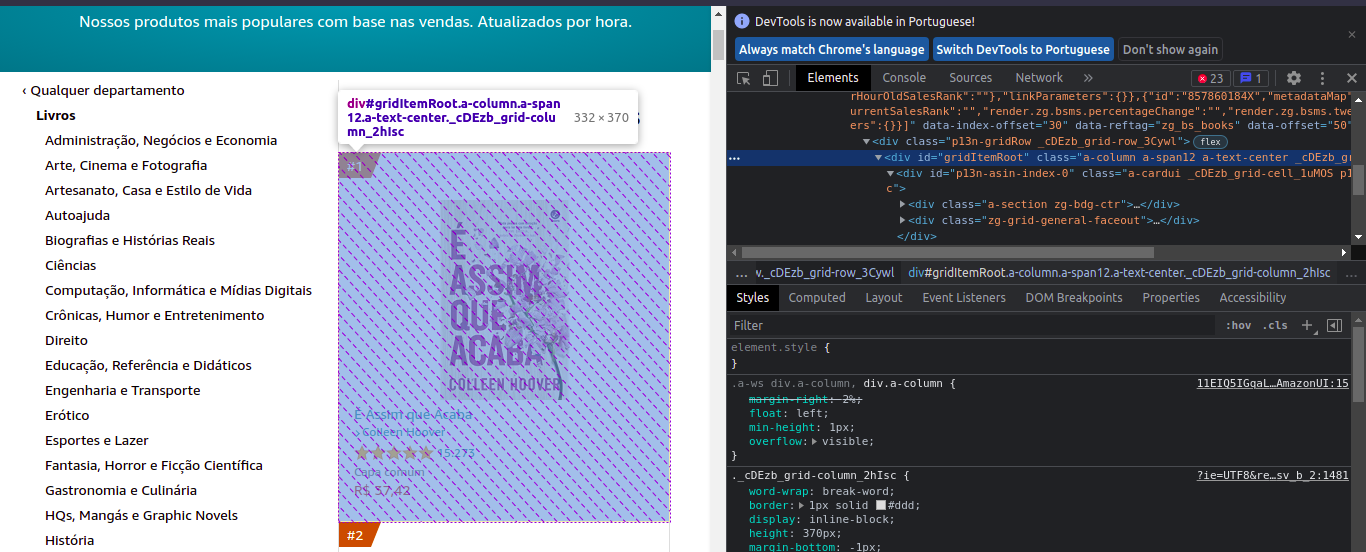 Nossos produtos mais populares com base nas vendas. Atualizados por hora.
‹ Qualquer departamento
Livros
Administração, Negócios e Economia
Arte, Cinema e Fotografia
Artesanato, Casa e Estilo de Vida
Autoajuda
Biografias e Histórias Reais
Ciências
Computação, Informática e Mídias Digitais
Crônicas, Humor e Entretenimento
Direito
Educação, Referência e Didáticos
Engenharia e Transporte
Erótico
Esportes e Lazer
Fantasia, Horror e Ficção Científica
Gastronomia e Culinária
HQs, Mangás e Graphic Novels
História
div#gridItemRoot.a-column.a-span
12.a-text-center._cDEzb_grid-colu
mn_2hIsc
332 × 370
#1
É
ASSIM
QUE
ACABA
COLLEEN HOOVER
É Assim que Acaba
› Colleen Hoover
15.273
Capa comum
R$ 37,42
#2
DevTools is now available in Portuguese!
Always match Chrome's language
Switch DevTools to Portuguese
Don't show again
Elements
Console
Sources
Network
»
23
1
rHourOldSalesRank":""},"linkParameters":{}},{"id":"857860184X","metadataMap"
urrentSalesRank":"","render.zg.bsms.percentageChange":"","render.zg.bsms.twe
ers":{}}]" data-index-offset="30" data-reftag="zg_bs_books" data-offset="50"
<div class="p13n-gridRow _cDEzb_grid-row_3Cywl"> flex
<div id="gridItemRoot" class="a-column a-span12 a-text-center _cDEzb_gr
<div id="p13n-asin-index-0" class="a-cardui _cDEzb_grid-cell_1uMOS p1
c">
<div class="a-section zg-bdg-ctr">…</div>
<div class="zg-grid-general-faceout">…</div>
</div>
… w._cDEzb_grid-row_3Cywl
div#gridItemRoot.a-column.a-span12.a-text-center._cDEzb_grid-column_2hIsc …
Styles
Computed
Layout
Event Listeners
DOM Breakpoints
Properties
Accessibility
Filter
:hov
.cls
+
element.style {
}
.a-ws div.a-column, div.a-column {
11EIQ5IGqaL…AmazonUI:15
margin-right: 2%;
float: left;
min-height: 1px;
overflow: visible;
}
._cDEzb_grid-column_2hIsc {
?ie=UTF8&re…sv_b_2:1481
word-wrap: break-word;
border: 1px solid #ddd;
display: inline-block;
height: 370px;
margin-bottom: -1px;